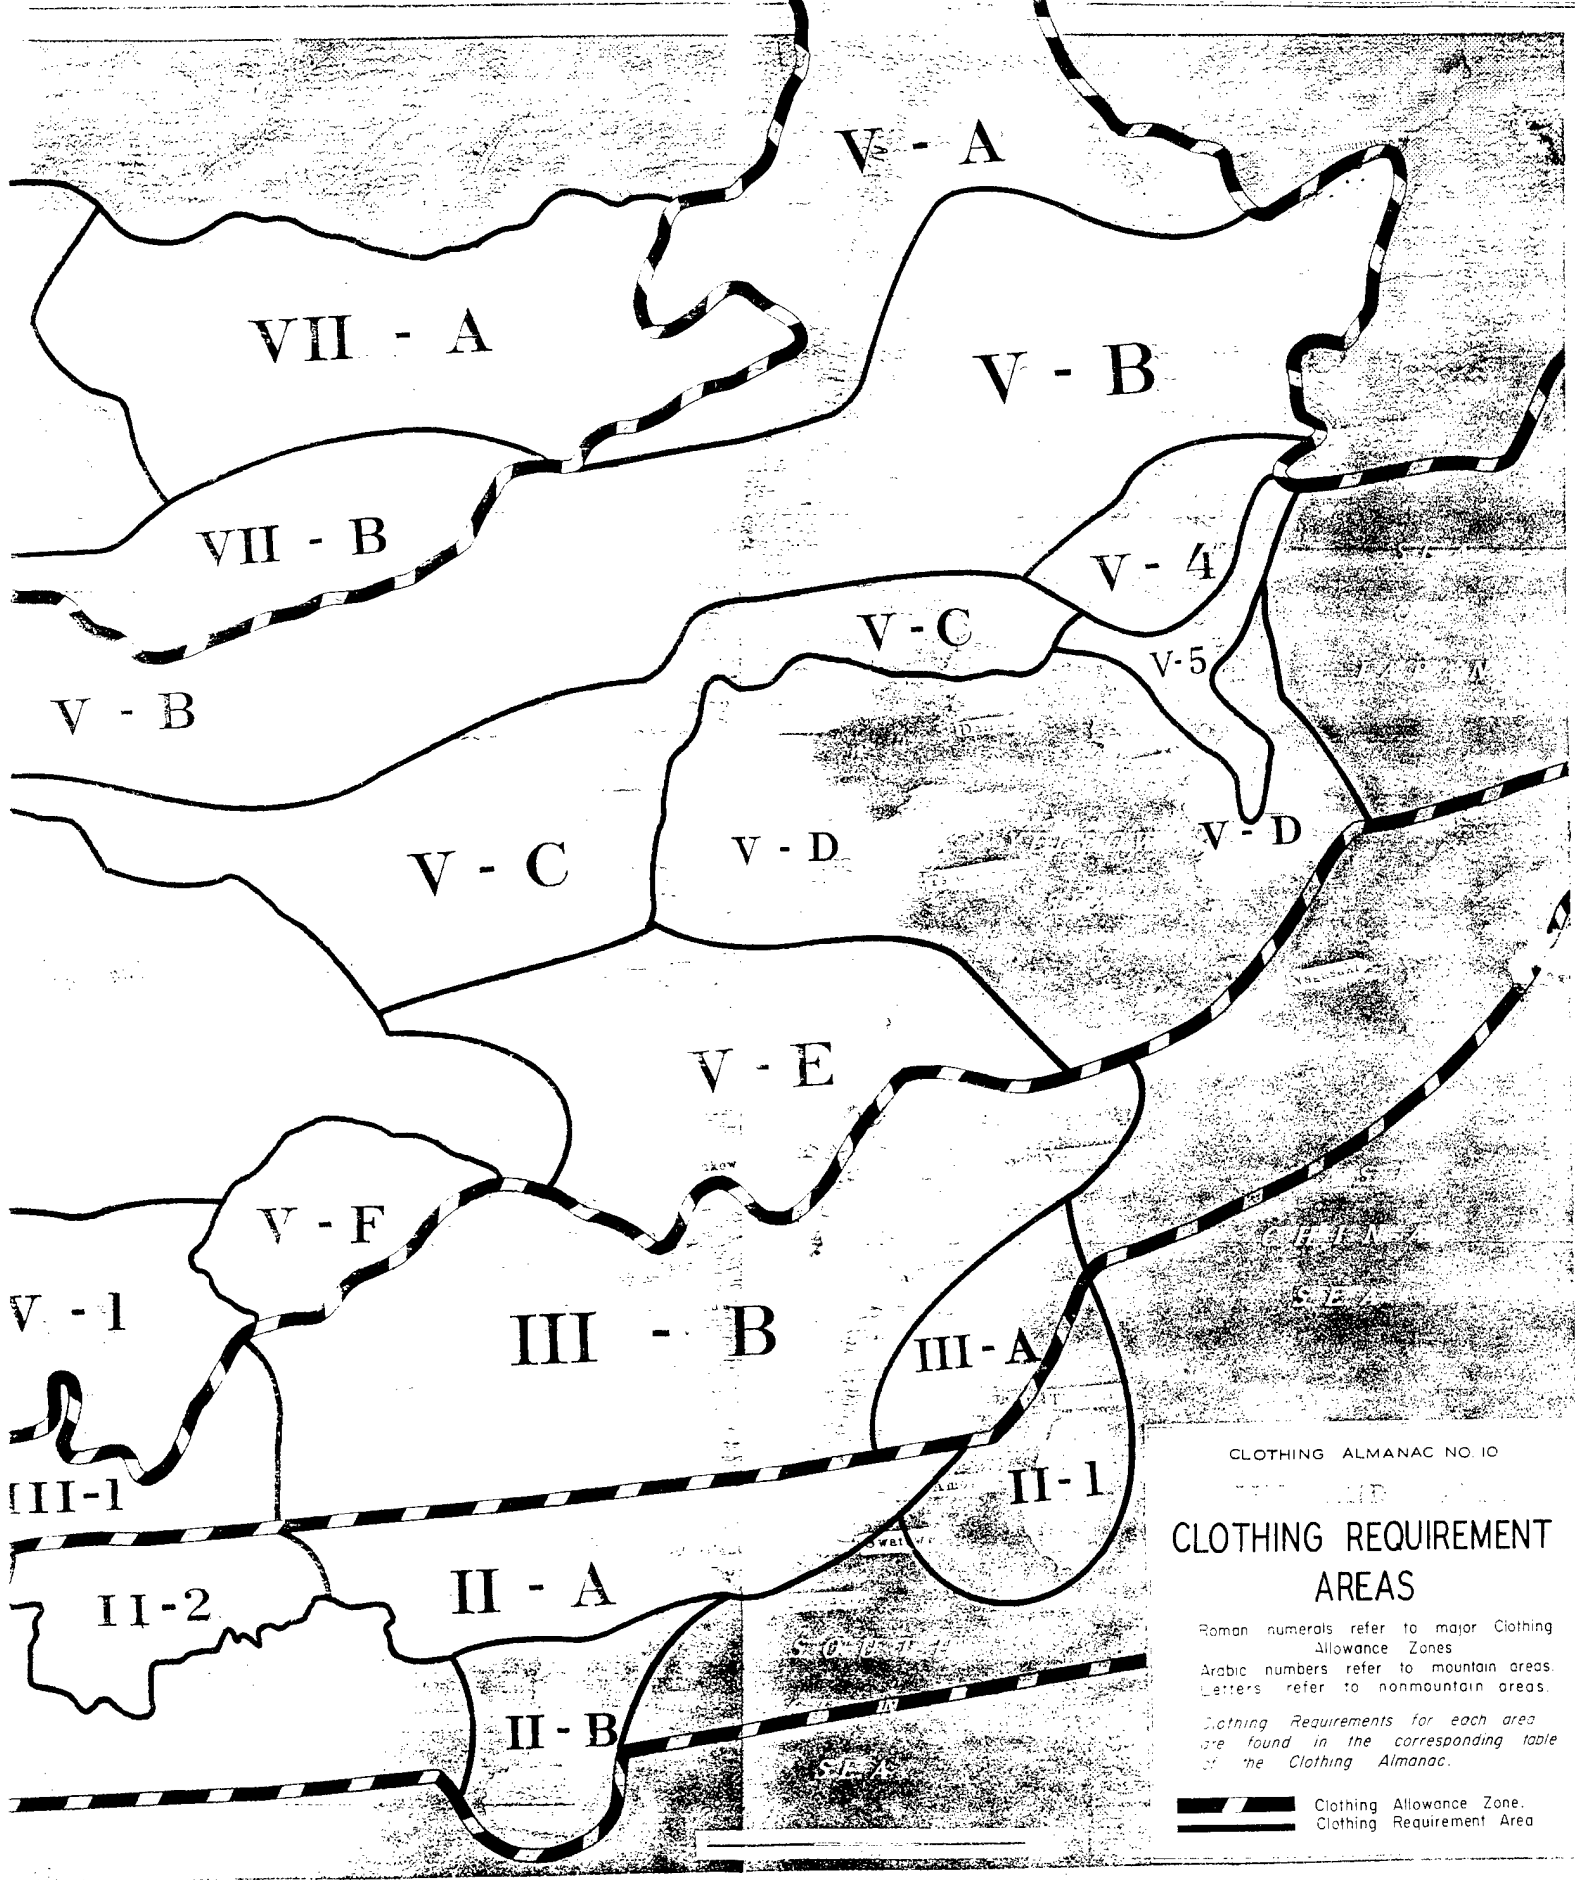 V - A
VII - A
V - B
VII - B
V - 4
V - C
V-5
V - B
V - C
V - D
V - D
V - E
V - F
V - 1
III - B
III-A
III-1
II-1
II-2
II - A
II - B
CHINA
SEA
SOUTH
SEA
CLOTHING ALMANAC NO. 10
CLOTHING REQUIREMENT
AREAS
Roman numerals refer to major Clothing
Allowance Zones
Arabic numbers refer to mountain areas.
Letters refer to nonmountain areas.
Clothing Requirements for each area
are found in the corresponding table
of the Clothing Almanac.
Clothing Allowance Zone.
Clothing Requirement Area